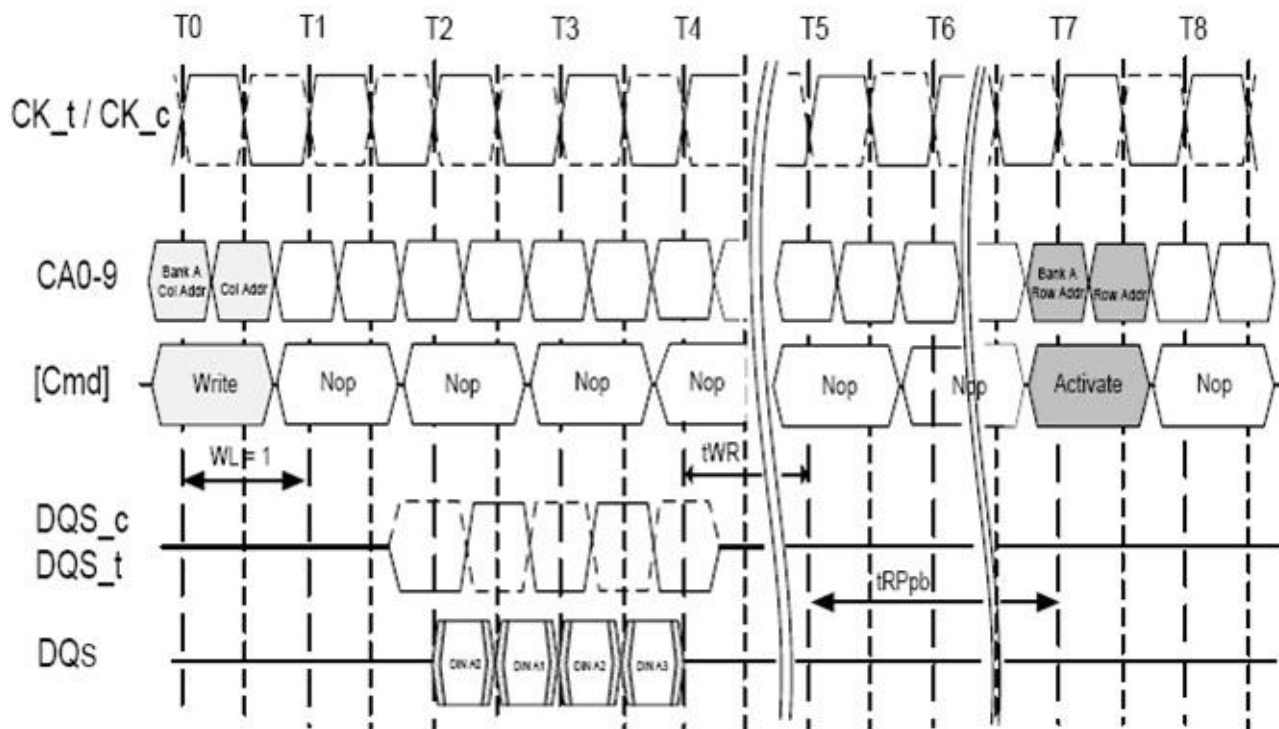 T0 T1 T2 T3 T4 T5 T6 T7 T8
CK_t / CK_c
CA0-9
Bank A
Col Addr
Col Addr
Bank A
Row Addr
Row Addr
[Cmd]
Write Nop Nop Nop Nop Nop Nop Activate Nop
WL = 1
tWR
DQS_c
DQS_t
tRPpb
DQs
DIN A2 DIN A1 DIN A2 DIN A3